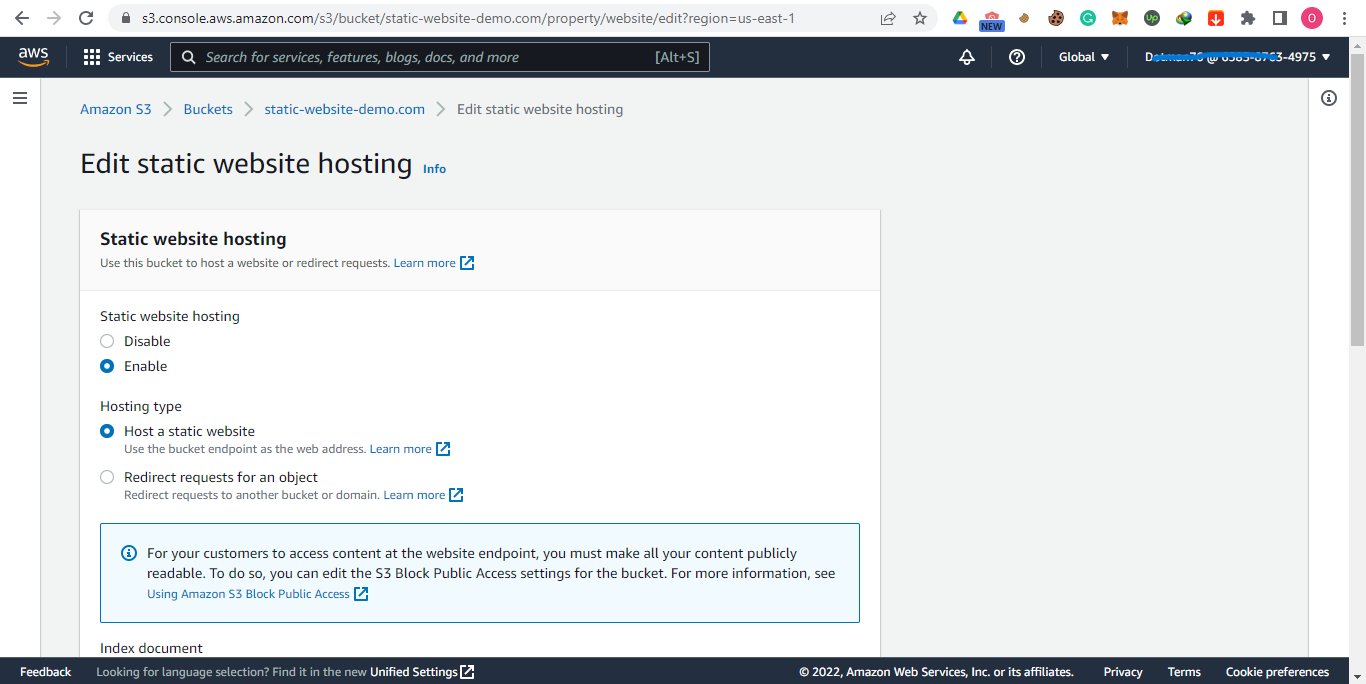 s3.console.aws.amazon.com/s3/bucket/static-website-demo.com/property/website/edit?region=us-east-1
NEW
Up
O
aws
Services
Search for services, features, blogs, docs, and more [Alt+S]
Global
-4975
Amazon S3 > Buckets > static-website-demo.com > Edit static website hosting
Edit static website hosting Info
Static website hosting
Use this bucket to host a website or redirect requests. Learn more
Static website hosting
Disable
Enable
Hosting type
Host a static website
Use the bucket endpoint as the web address. Learn more
Redirect requests for an object
Redirect requests to another bucket or domain. Learn more
For your customers to access content at the website endpoint, you must make all your content publicly
readable. To do so, you can edit the S3 Block Public Access settings for the bucket. For more information, see
Using Amazon S3 Block Public Access
Index document
Feedback Looking for language selection? Find it in the new Unified Settings © 2022, Amazon Web Services, Inc. or its affiliates. Privacy Terms Cookie preferences